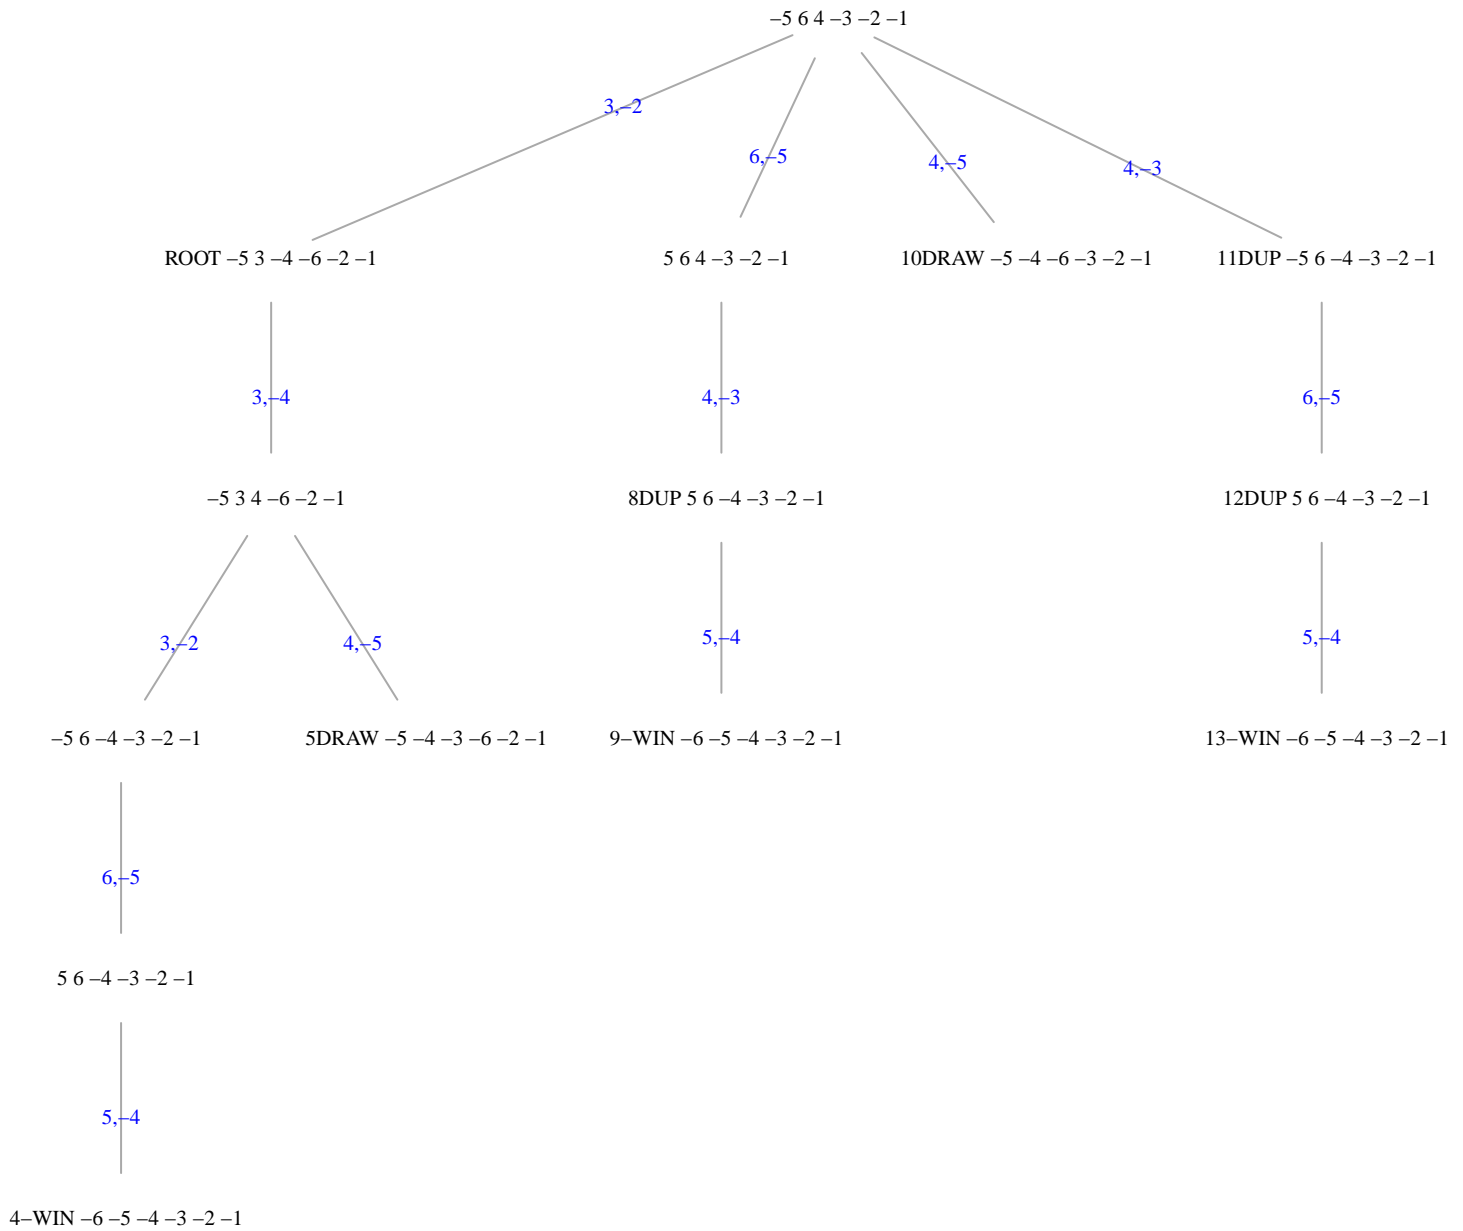 –5 6 4 –3 –2 –1
3,–2
6,–5
4,–5
4,–3
ROOT –5 3 –4 –6 –2 –1
5 6 4 –3 –2 –1
10DRAW –5 –4 –6 –3 –2 –1
11DUP –5 6 –4 –3 –2 –1
3,–4
4,–3
6,–5
–5 3 4 –6 –2 –1
8DUP 5 6 –4 –3 –2 –1
12DUP 5 6 –4 –3 –2 –1
3,–2
4,–5
5,–4
5,–4
–5 6 –4 –3 –2 –1
5DRAW –5 –4 –3 –6 –2 –1
9–WIN –6 –5 –4 –3 –2 –1
13–WIN –6 –5 –4 –3 –2 –1
6,–5
5 6 –4 –3 –2 –1
5,–4
4–WIN –6 –5 –4 –3 –2 –1